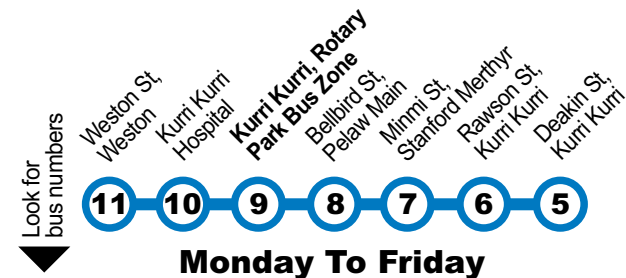 Weston St,
Weston
Kurri Kurri
Hospital
Kurri Kurri, Rotary
Park Bus Zone
Bellbird St,
Pelaw Main
Minmi St,
Stanford Merthyr
Rawson St,
Kurri Kurri
Deakin St,
Kurri Kurri
Look for
bus numbers
11 10 9 8 7 6 5
Monday To Friday